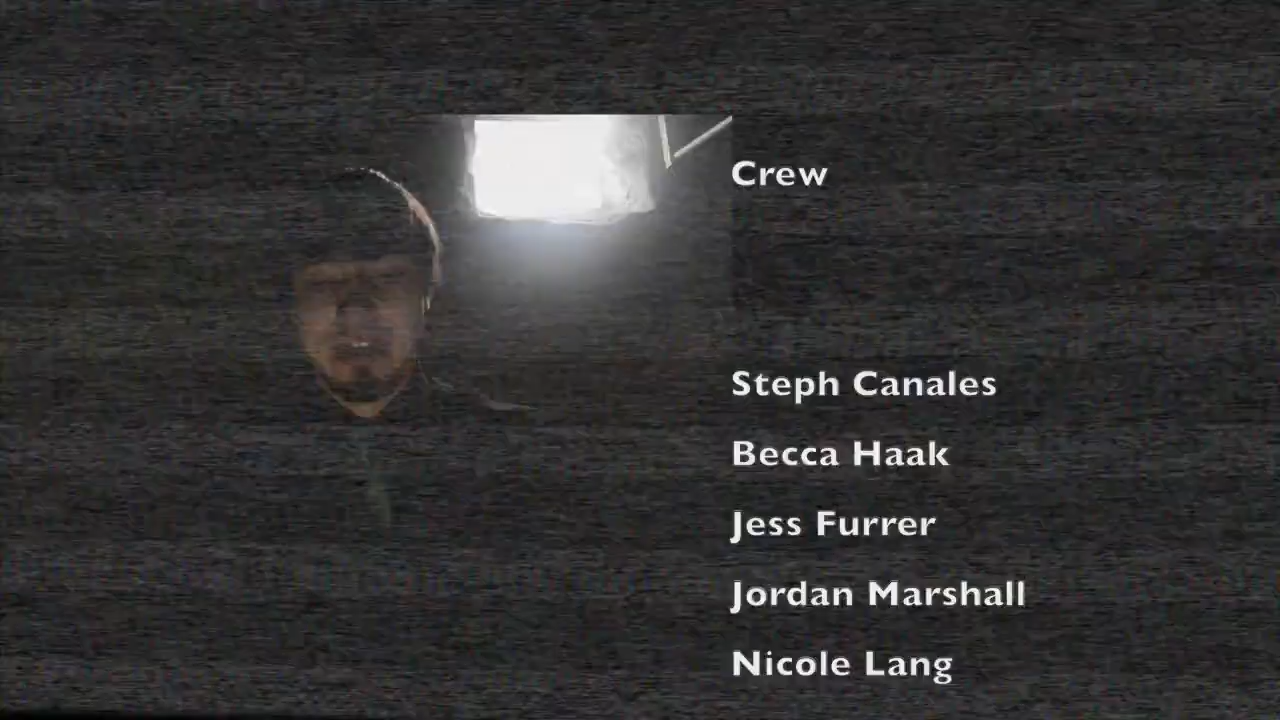 Crew
Steph Canales
Becca Haak
Jess Furrer
Jordan Marshall
Nicole Lang